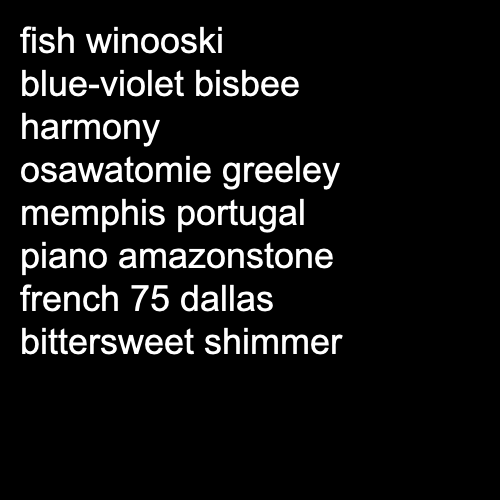 fish winooski
blue-violet bisbee
harmony
osawatomie greeley
memphis portugal
piano amazonstone
french 75 dallas
bittersweet shimmer